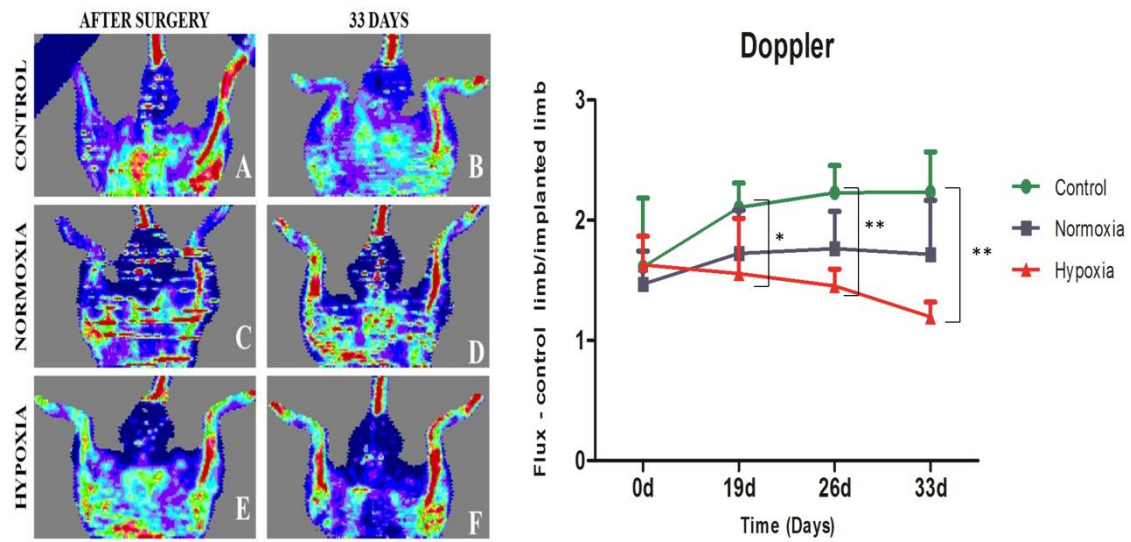 AFTER SURGERY 33 DAYS
CONTROL
A B
NORMOXIA
C D
HYPOXIA
E F
Doppler
Flux - control limb/implanted limb
3
2
1
0
* ** **
0d 19d 26d 33d
Time (Days)
Control
Normoxia
Hypoxia